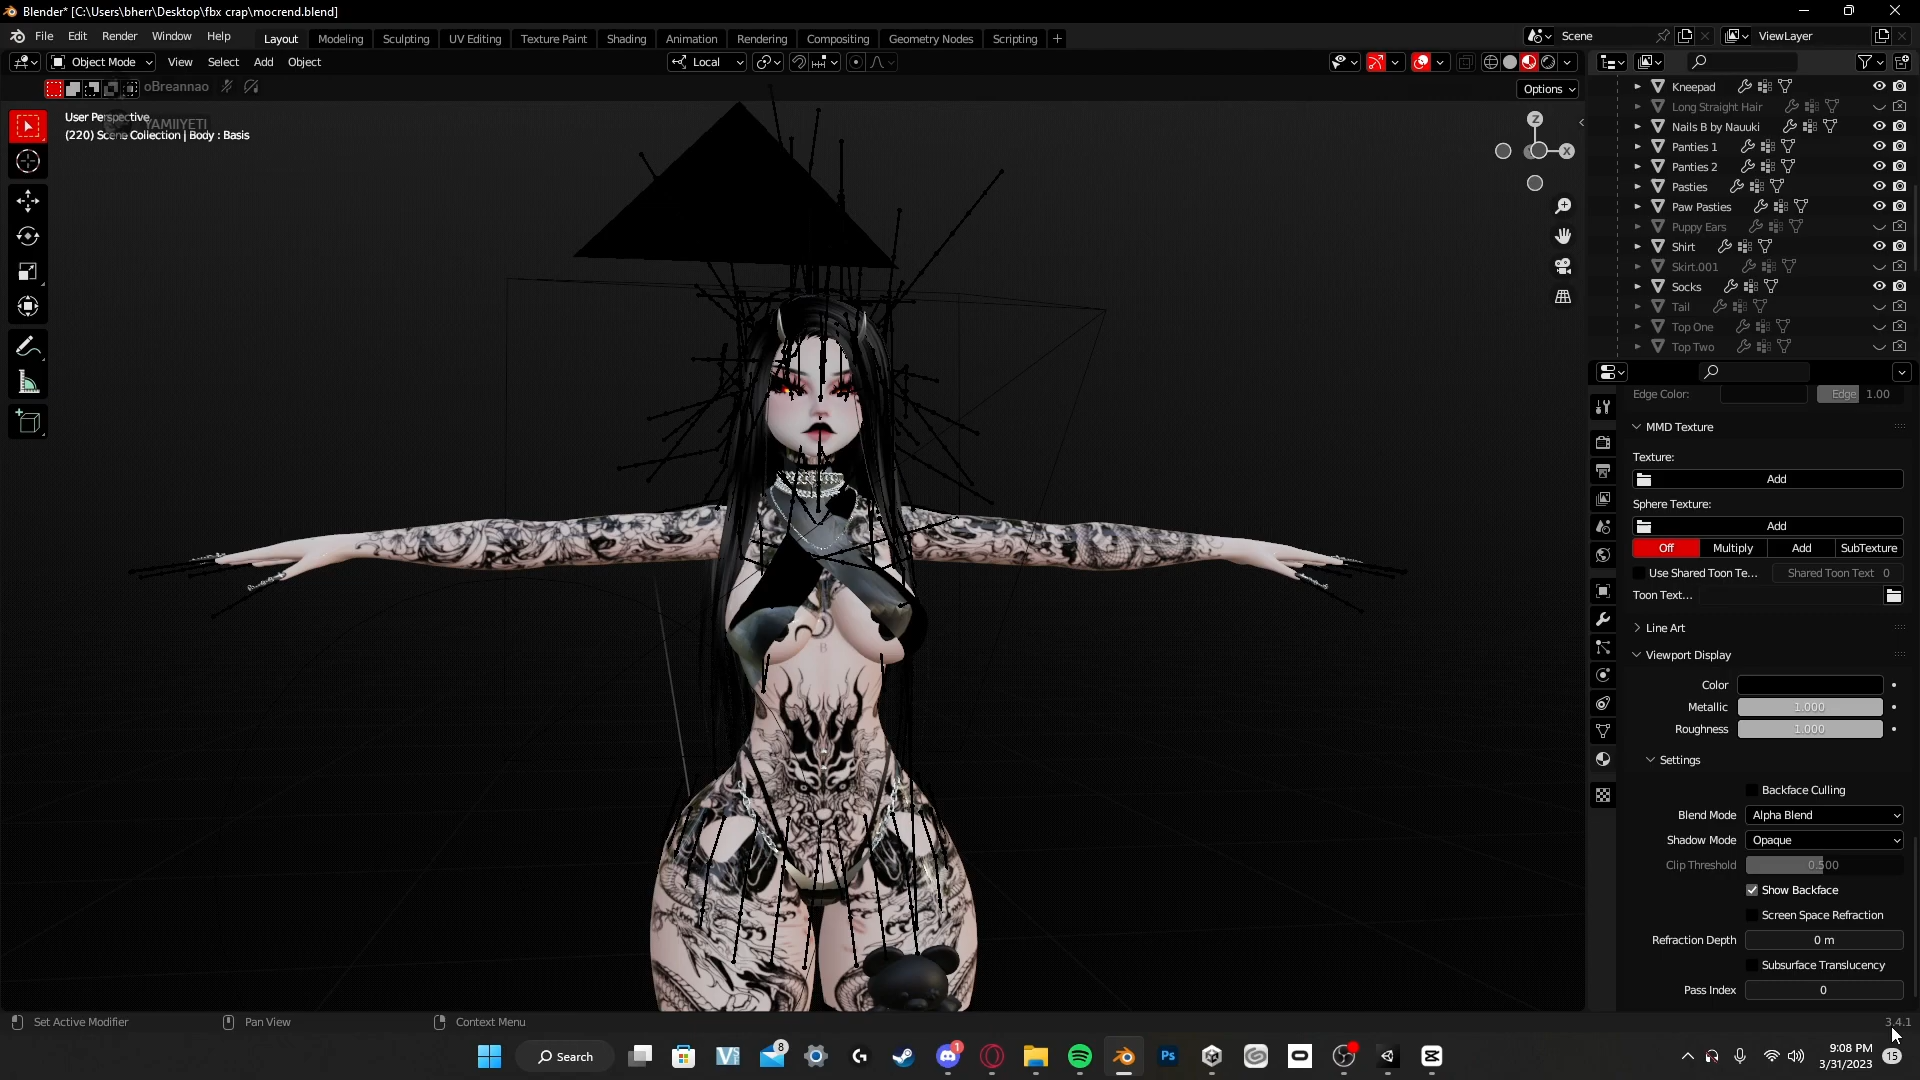 Blender* [C:\Users\bherr\Desktop\fbx crap\mocrend.blend]
File Edit Render Window Help
Layout Modeling Sculpting UV Editing Texture Paint Shading Animation Rendering Compositing Geometry Nodes Scripting
Scene
ViewLayer
Object Mode View Select Add Object
Local
oBreannao
Options
User Perspective
YAMIIYETI
(220) Scene Collection | Body : Basis
Z
X
Kneepad
Long Straight Hair
Nails B by Nauuki
Panties 1
Panties 2
Pasties
Paw Pasties
Puppy Ears
Shirt
Skirt.001
Socks
Tail
Top One
Top Two
Edge Color: Edge 1.00
MMD Texture
Texture:
Add
Sphere Texture:
Add
Off Multiply Add SubTexture
Use Shared Toon Te... Shared Toon Text 0
Toon Text...
Line Art
Viewport Display
Color
Metallic 1.000
Roughness 1.000
Settings
Backface Culling
Blend Mode Alpha Blend
Shadow Mode Opaque
Clip Threshold 0.500
Show Backface
Screen Space Refraction
Refraction Depth 0 m
Subsurface Translucency
Pass Index 0
Set Active Modifier Pan View Context Menu
3.4.1
Search
8
1
Ps
9:08 PM
3/31/2023
15